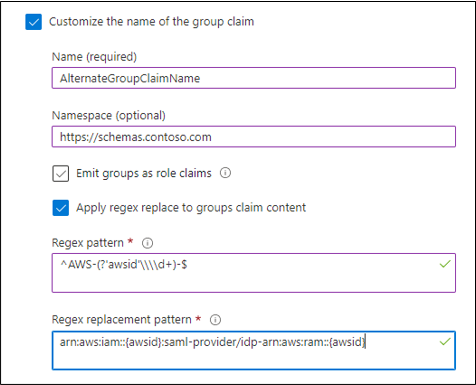 Customize the name of the group claim
Name (required)
AlternateGroupClaimName
Namespace (optional)
https://schemas.contoso.com
Emit groups as role claims
Apply regex replace to groups claim content
Regex pattern *
^AWS-(?'awsid'\\\\d+)-$
Regex replacement pattern *
arn:aws:iam::{awsid}:saml-provider/idp-arn:aws:ram::{awsid}